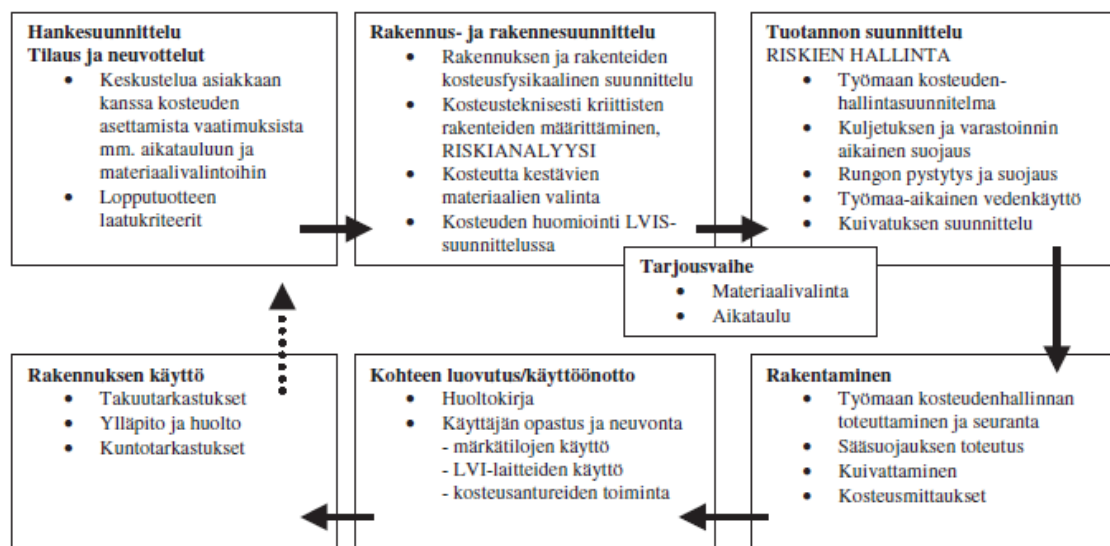 Hankesuunnittelu
Tilaus ja neuvottelut
• Keskustelua asiakkaan
kanssa kosteuden
asettamista vaatimuksista
mm. aikatauluun ja
materiaalivalintoihin
• Lopputuotteen
laatukriteerit
Rakennus- ja rakennesuunnittelu
• Rakennuksen ja rakenteiden
kosteusfysikaalinen suunnittelu
• Kosteusteknisesti kriittisten
rakenteiden määrittäminen,
RISKIANALYYSI
• Kosteutta kestävien
materiaalien valinta
• Kosteuden huomiointi LVIS-
suunnittelussa
Tuotannon suunnittelu
RISKIEN HALLINTA
• Työmaan kosteuden-
hallintasuunnitelma
• Kuljetuksen ja varastoinnin
aikainen suojaus
• Rungon pystytys ja suojaus
• Työmaa-aikainen vedenkäyttö
• Kuivatuksen suunnittelu
Tarjousvaihe
• Materiaalivalinta
• Aikataulu
Rakennuksen käyttö
• Takuutarkastukset
• Ylläpito ja huolto
• Kuntotarkastukset
Kohteen luovutus/käyttöönotto
• Huoltokirja
• Käyttäjän opastus ja neuvonta
- märkätilojen käyttö
- LVI-laitteiden käyttö
- kosteusantureiden toiminta
Rakentaminen
• Työmaan kosteudenhallinnan
toteuttaminen ja seuranta
• Sääsuojauksen toteutus
• Kuivattaminen
• Kosteusmittaukset